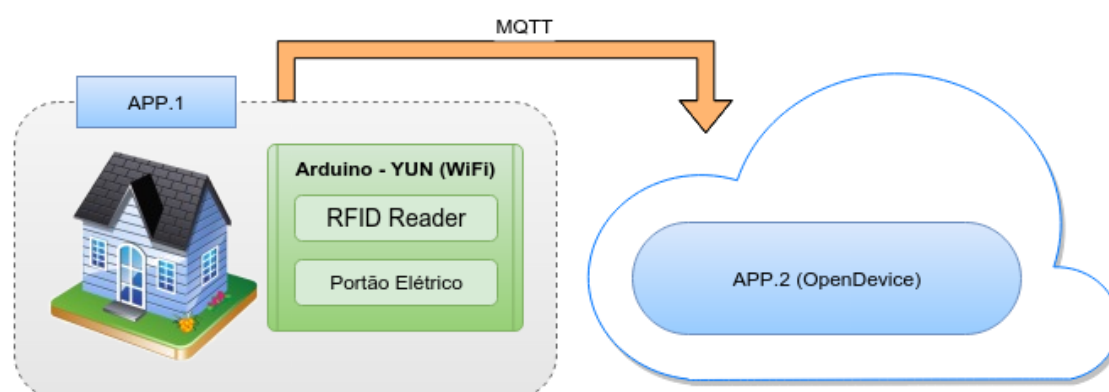 MQTT
APP.1
Arduino - YUN (WiFi)
RFID Reader
Portão Elétrico
APP.2 (OpenDevice)